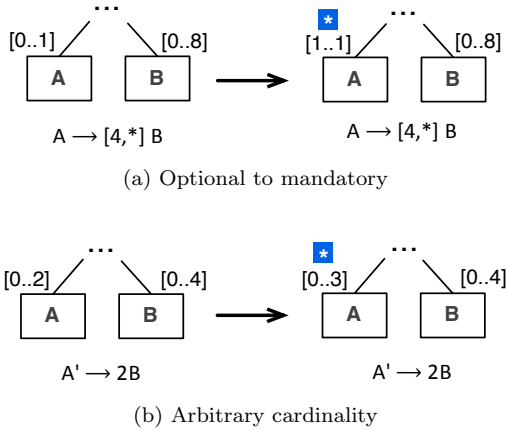 ... ...
*
[0..1] [0..8] [1..1] [0..8]
A B A B
A → [4,*] B A → [4,*] B
(a) Optional to mandatory
... ...
*
[0..2] [0..4] [0..3] [0..4]
A B A B
A' → 2B A' → 2B
(b) Arbitrary cardinality